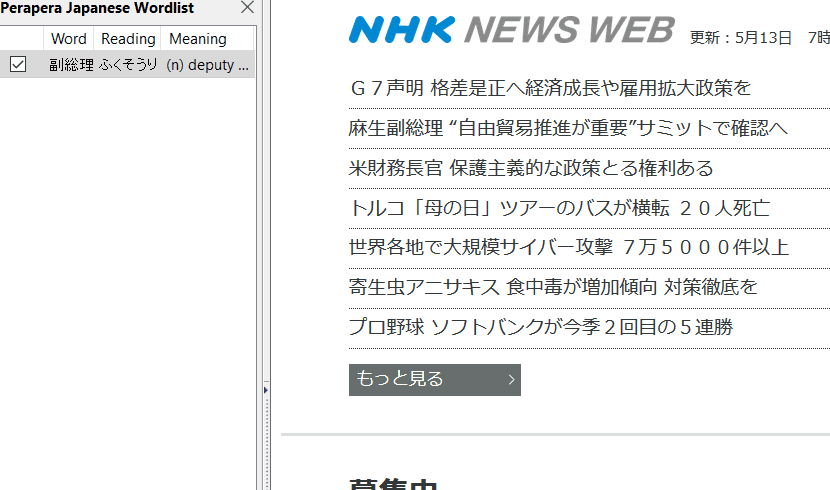 Perapera Japanese Wordlist
Word Reading Meaning
副総理 ふくそうり (n) deputy ...
NHK NEWS WEB 更新：5月13日 7時
Ｇ７声明 格差是正へ経済成長や雇用拡大政策を
麻生副総理 “自由貿易推進が重要”サミットで確認へ
米財務長官 保護主義的な政策とる権利ある
トルコ「母の日」ツアーのバスが横転 ２０人死亡
世界各地で大規模サイバー攻撃 ７万５０００件以上
寄生虫アニサキス 食中毒が増加傾向 対策徹底を
プロ野球 ソフトバンクが今季２回目の５連勝
もっと見る
募集中